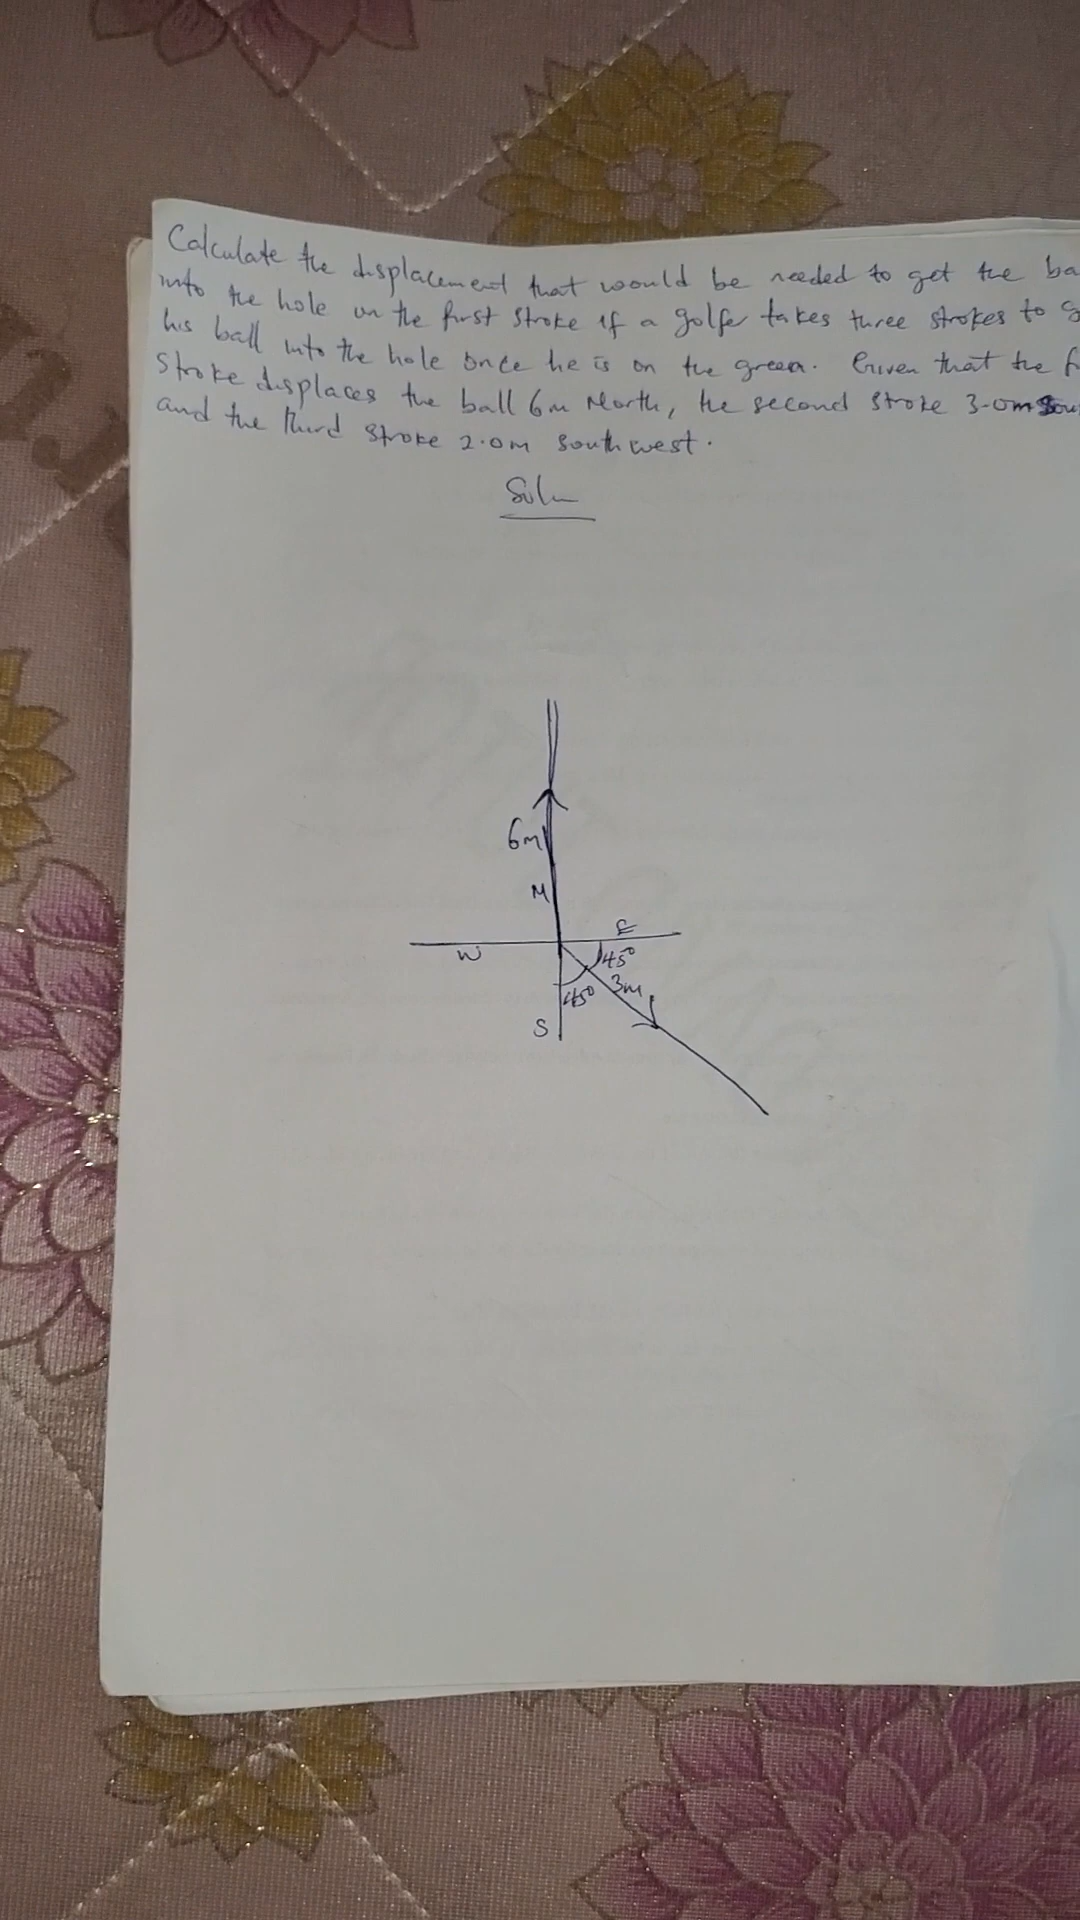 Calculate the displacement that would be needed to get the ba
into the hole on the first stroke if a golfer takes three strokes to g
his ball into the hole once he is on the green. Given that the f
stroke displaces the ball 6m North, the second stroke 3.0m Sou
and the third stroke 2.0m southwest.
Soln
6m
N
E
W
45°
3m
45°
S